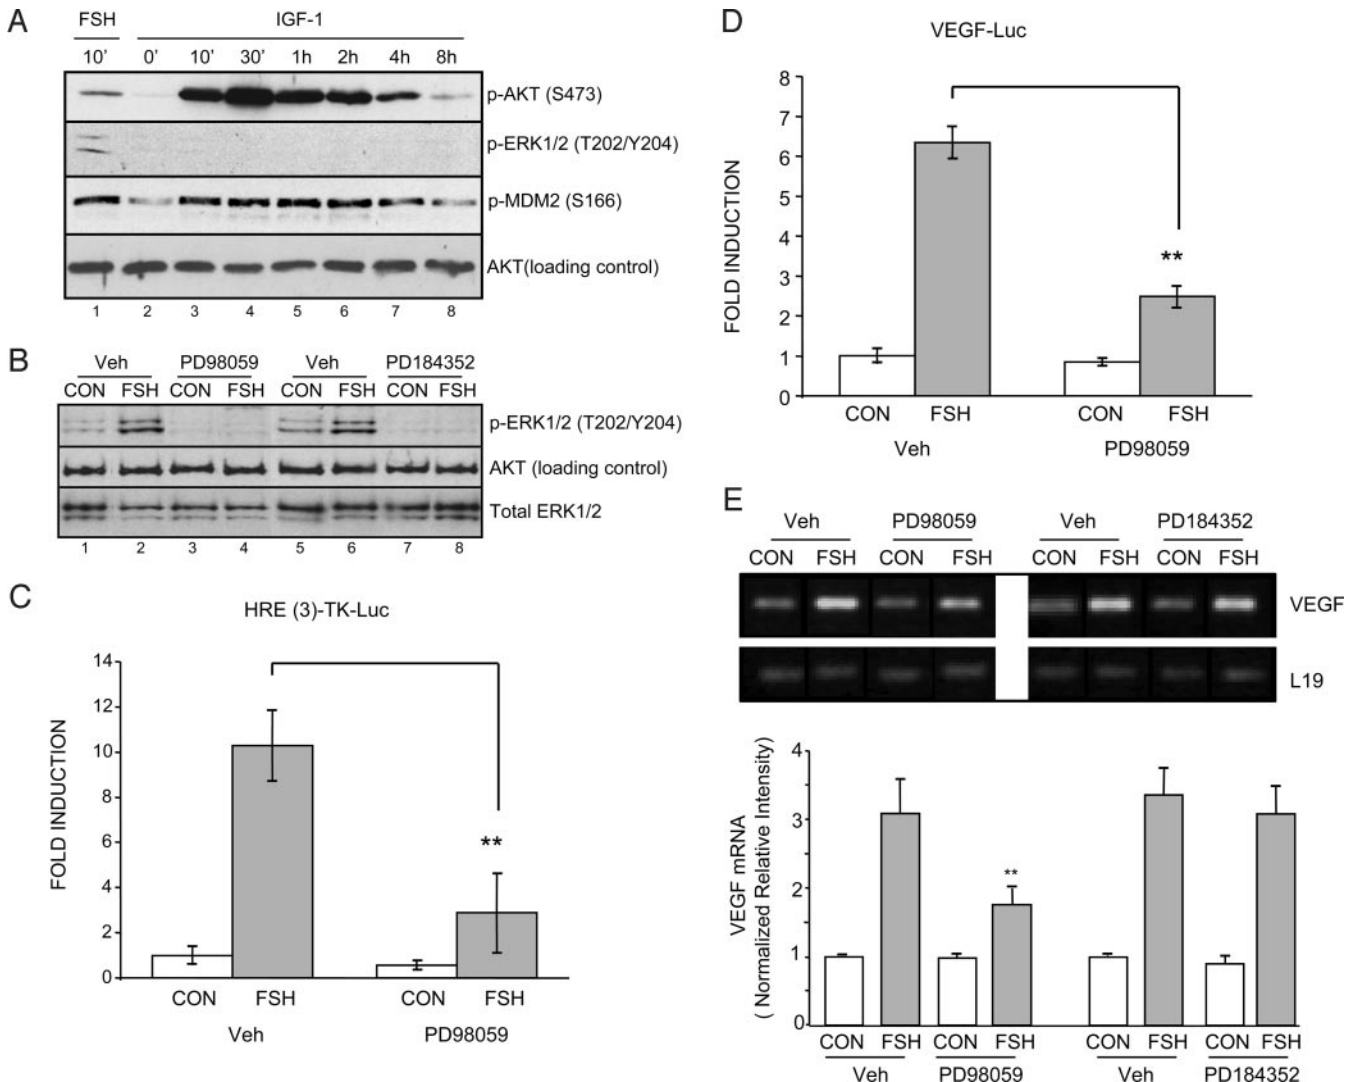 A
FSH IGF-1
10' 0' 10' 30' 1h 2h 4h 8h
p-AKT (S473)
p-ERK1/2 (T202/Y204)
p-MDM2 (S166)
AKT(loading control)
1 2 3 4 5 6 7 8
B
Veh PD98059 Veh PD184352
CON FSH CON FSH CON FSH CON FSH
p-ERK1/2 (T202/Y204)
AKT (loading control)
Total ERK1/2
1 2 3 4 5 6 7 8
C
HRE (3)-TK-Luc
FOLD INDUCTION
14
12
10
8
6
4
2
0
**
CON FSH CON FSH
Veh PD98059
D
VEGF-Luc
FOLD INDUCTION
8
7
6
5
4
3
2
1
0
**
CON FSH CON FSH
Veh PD98059
E
Veh PD98059 Veh PD184352
CON FSH CON FSH CON FSH CON FSH
VEGF
L19
VEGF mRNA
( Normalized Relative Intensity)
4
3
2
1
0
**
CON FSH CON FSH CON FSH CON FSH
Veh PD98059 Veh PD184352